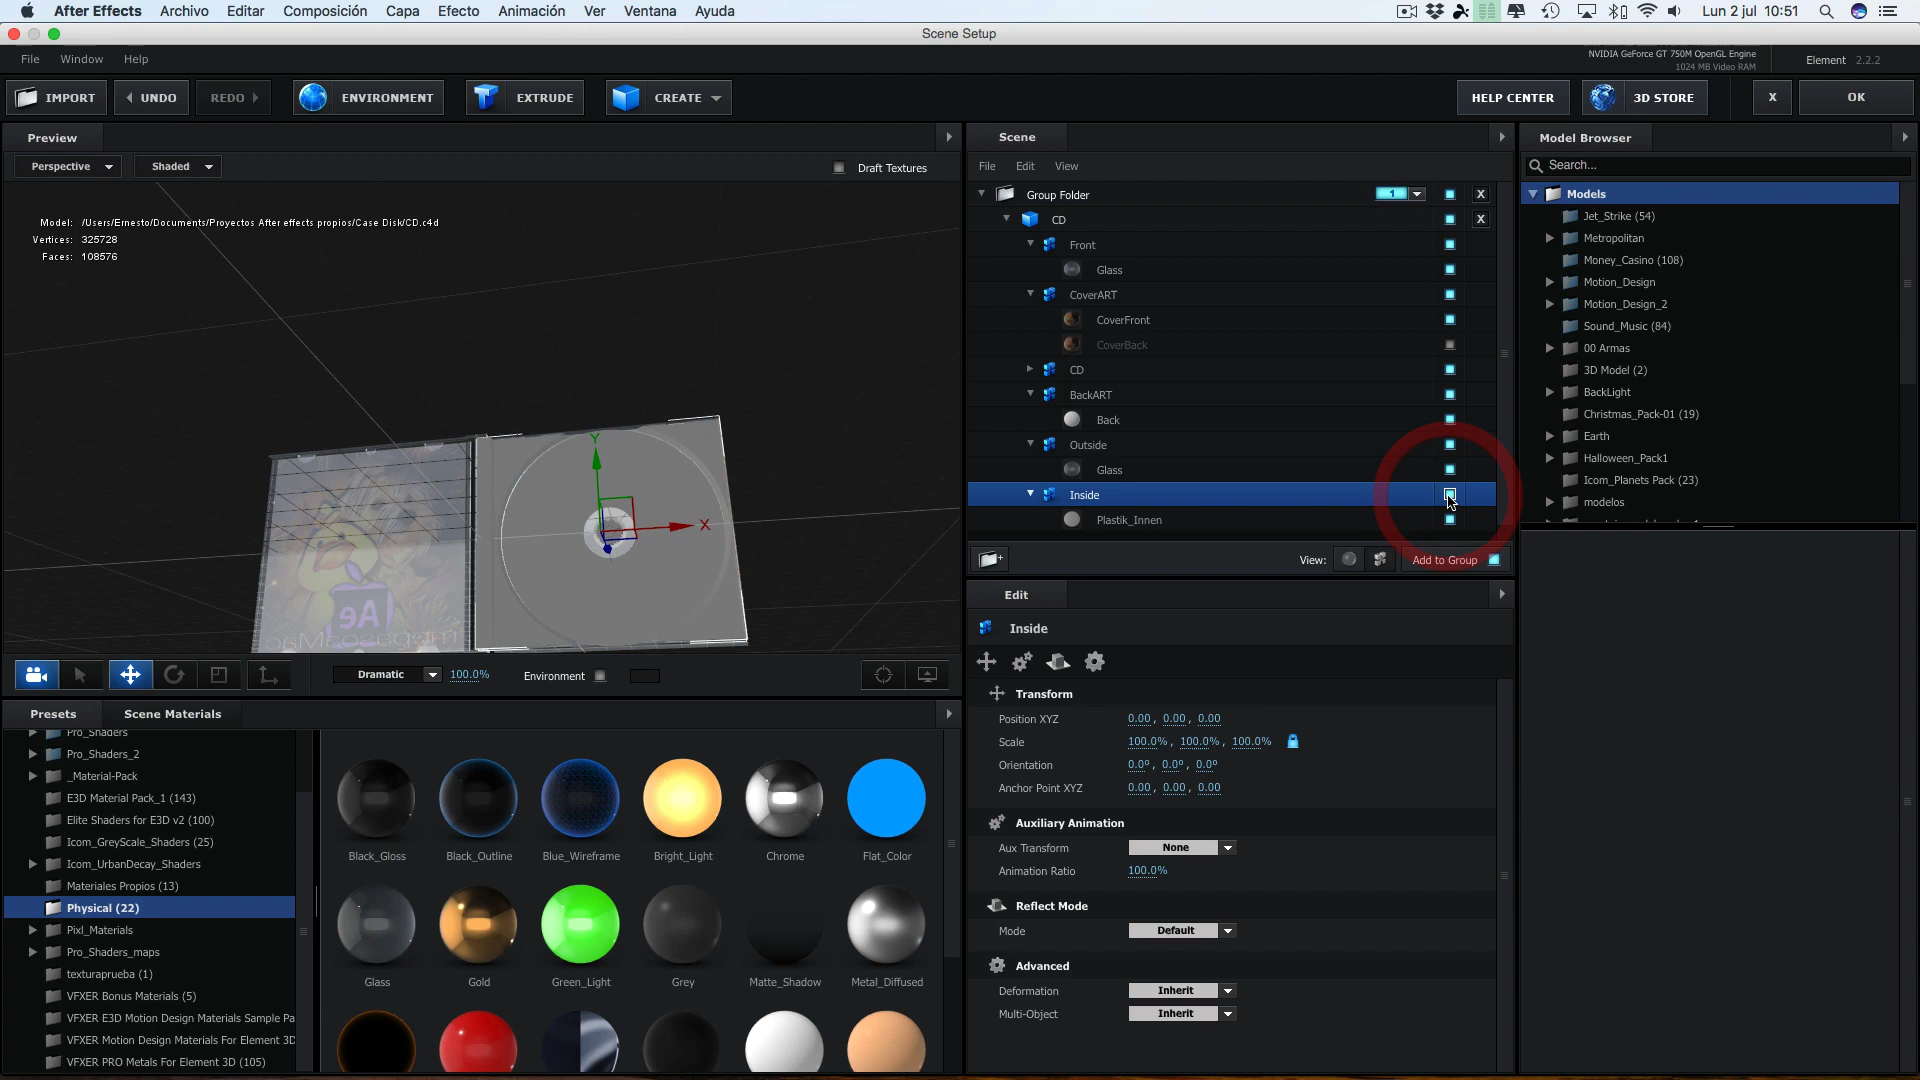 After Effects Archivo Editar Composición Capa Efecto Animación Ver Ventana Ayuda Lun 2 jul 10:51
Scene Setup
File Window Help
NVIDIA GeForce GT 750M OpenGL Engine
1024 MB Video RAM
Element 2.2.2
IMPORT UNDO REDO ENVIRONMENT EXTRUDE CREATE HELP CENTER 3D STORE X OK
Preview
Perspective Shaded Draft Textures
Model: /Users/Ernesto/Documents/Proyectos After effects propios/Case Disk/CD.c4d
Vertices: 325728
Faces: 108576
Y
X
Ae
Dramatic 100.0% Environment
Scene
File Edit View
Group Folder 1 X
CD X
Front
Glass
CoverART
CoverFront
CoverBack
CD
BackART
Back
Outside
Glass
Inside
Plastik_Innen
View: Add to Group
Model Browser
Search...
Models
Jet_Strike (54)
Metropolitan
Money_Casino (108)
Motion_Design
Motion_Design_2
Sound_Music (84)
00 Armas
3D Model (2)
BackLight
Christmas_Pack-01 (19)
Earth
Halloween_Pack1
Icom_Planets Pack (23)
modelos
Edit
Inside
Transform
Position XYZ 0.00, 0.00, 0.00
Scale 100.0%, 100.0%, 100.0%
Orientation 0.0º, 0.0º, 0.0º
Anchor Point XYZ 0.00, 0.00, 0.00
Auxiliary Animation
Aux Transform None
Animation Ratio 100.0%
Reflect Mode
Mode Default
Advanced
Deformation Inherit
Multi-Object Inherit
Presets Scene Materials
Pro_Shaders
Pro_Shaders_2
_Material-Pack
E3D Material Pack_1 (143)
Elite Shaders for E3D v2 (100)
Icom_GreyScale_Shaders (25)
Icom_UrbanDecay_Shaders
Materiales Propios (13)
Physical (22)
Pixl_Materials
Pro_Shaders_maps
texturaprueba (1)
VFXER Bonus Materials (5)
VFXER E3D Motion Design Materials Sample Pa
VFXER Motion Design Materials For Element 3D
VFXER PRO Metals For Element 3D (105)
Black_Gloss Black_Outline Blue_Wireframe Bright_Light Chrome Flat_Color
Glass Gold Green_Light Grey Matte_Shadow Metal_Diffused